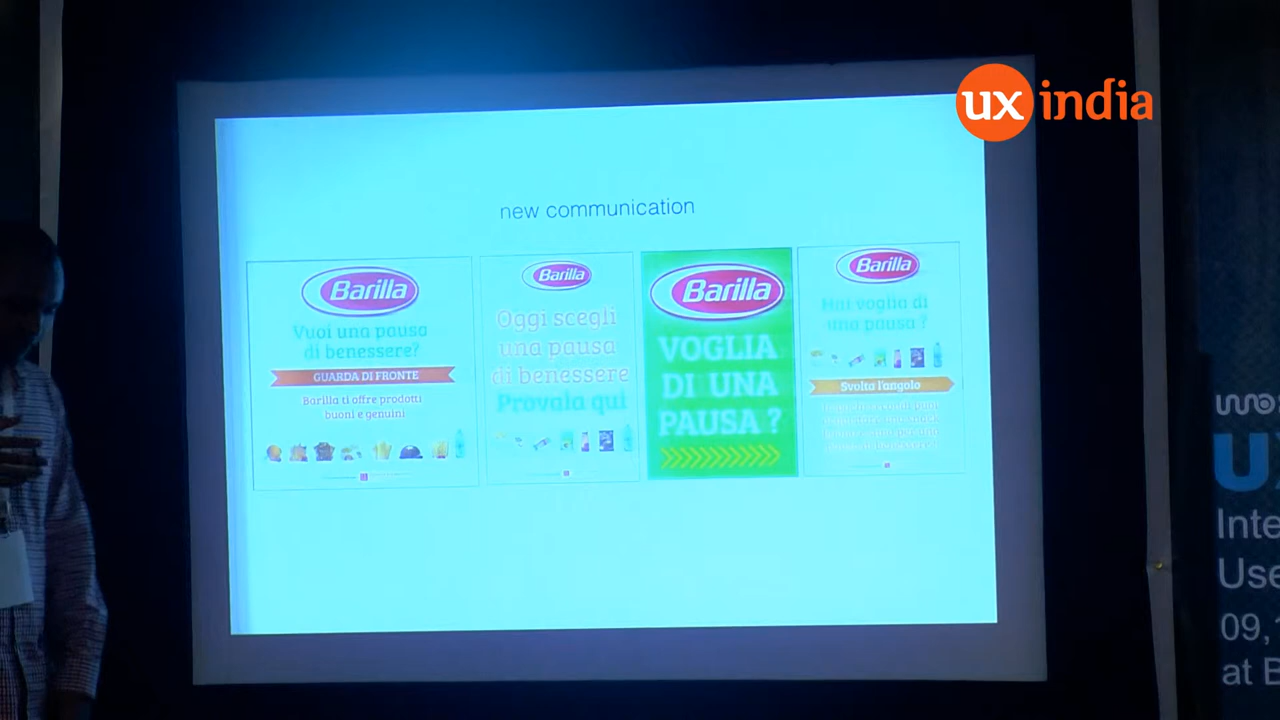 ux india
new communication
Barilla
Vuoi una pausa
di benessere?
GUARDA DI FRONTE
Barilla ti offre prodotti
buoni e genuini
Barilla
Oggi scegli
una pausa
di benessere
Provala qui
Barilla
VOGLIA
DI UNA
PAUSA ?
Barilla
Hai voglia di
una pausa ?
Svolta l'angolo
Inte
Use
09,
at B